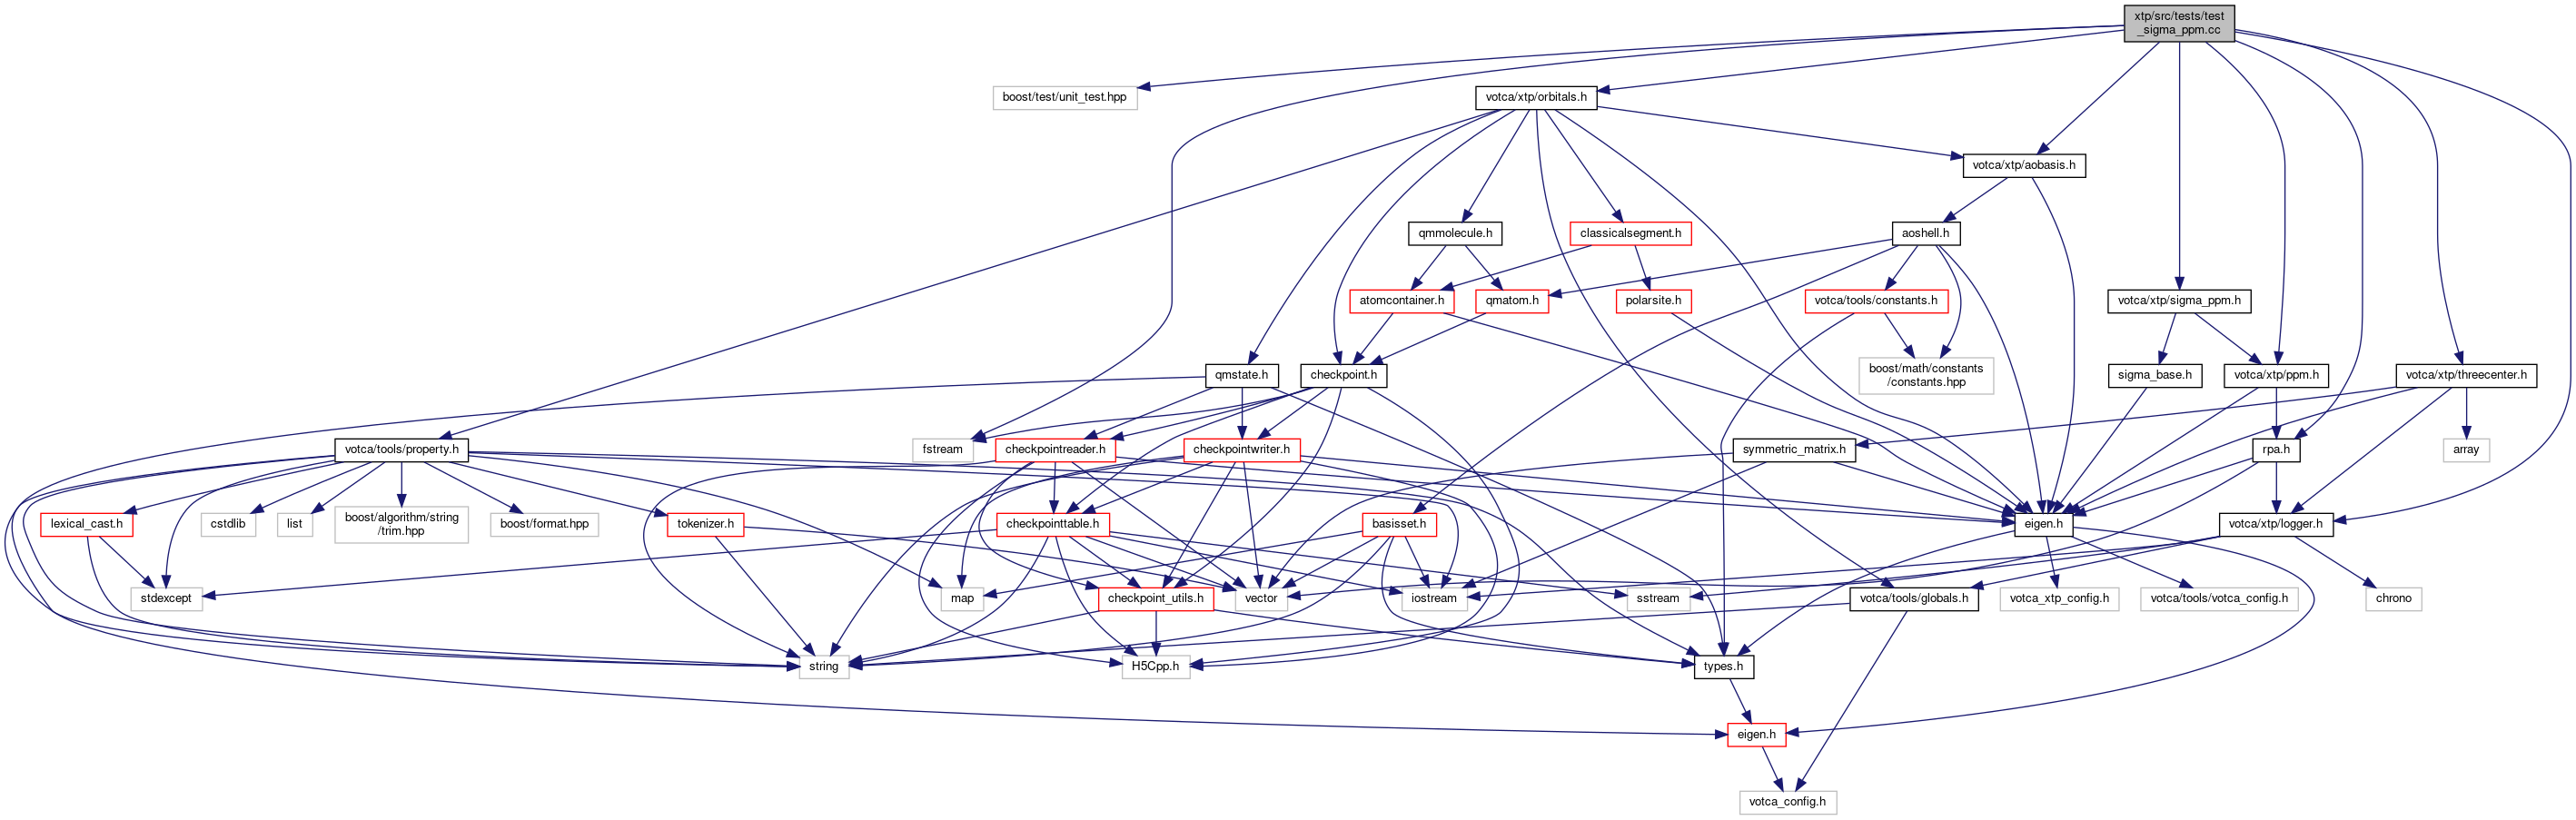 xtp/src/tests/test
_sigma_ppm.cc
boost/test/unit_test.hpp
votca/xtp/orbitals.h
votca/xtp/aobasis.h
qmmolecule.h
classicalsegment.h
aoshell.h
atomcontainer.h
qmatom.h
polarsite.h
votca/tools/constants.h
votca/xtp/sigma_ppm.h
qmstate.h
checkpoint.h
boost/math/constants
/constants.hpp
sigma_base.h
votca/xtp/ppm.h
votca/xtp/threecenter.h
votca/tools/property.h
fstream
checkpointreader.h
checkpointwriter.h
symmetric_matrix.h
rpa.h
array
lexical_cast.h
cstdlib
list
boost/algorithm/string
/trim.hpp
boost/format.hpp
tokenizer.h
checkpointtable.h
basisset.h
eigen.h
votca/xtp/logger.h
stdexcept
map
checkpoint_utils.h
vector
iostream
sstream
votca/tools/globals.h
votca_xtp_config.h
votca/tools/votca_config.h
chrono
string
H5Cpp.h
types.h
eigen.h
votca_config.h